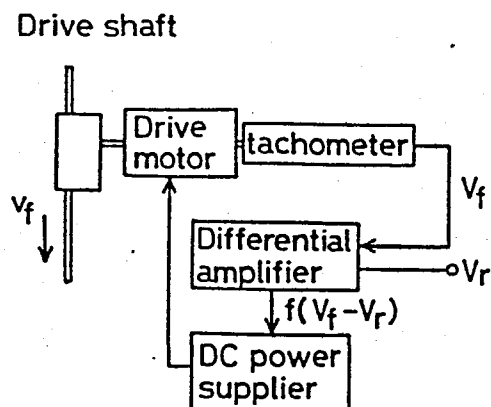 Drive shaft
Drive
motor
tachometer
v_f
V_f
Differential
amplifier
V_r
f(V_f-V_r)
DC power
supplier